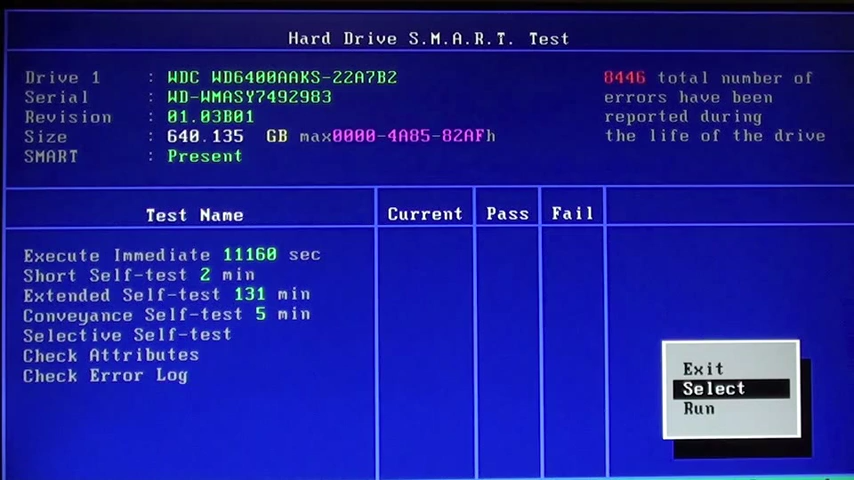 Hard Drive S.M.A.R.T. Test
Drive 1 : WDC WD6400AAKS-22A7B2
Serial : WD-WMASY7492983
Revision : 01.03B01
Size : 640.135 GB max0000-4A85-82AFh
SMART : Present
8446 total number of
errors have been
reported during
the life of the drive
Test Name Current Pass Fail
Execute Immediate 11160 sec
Short Self-test 2 min
Extended Self-test 131 min
Conveyance Self-test 5 min
Selective Self-test
Check Attributes
Check Error Log
Exit
Select
Run